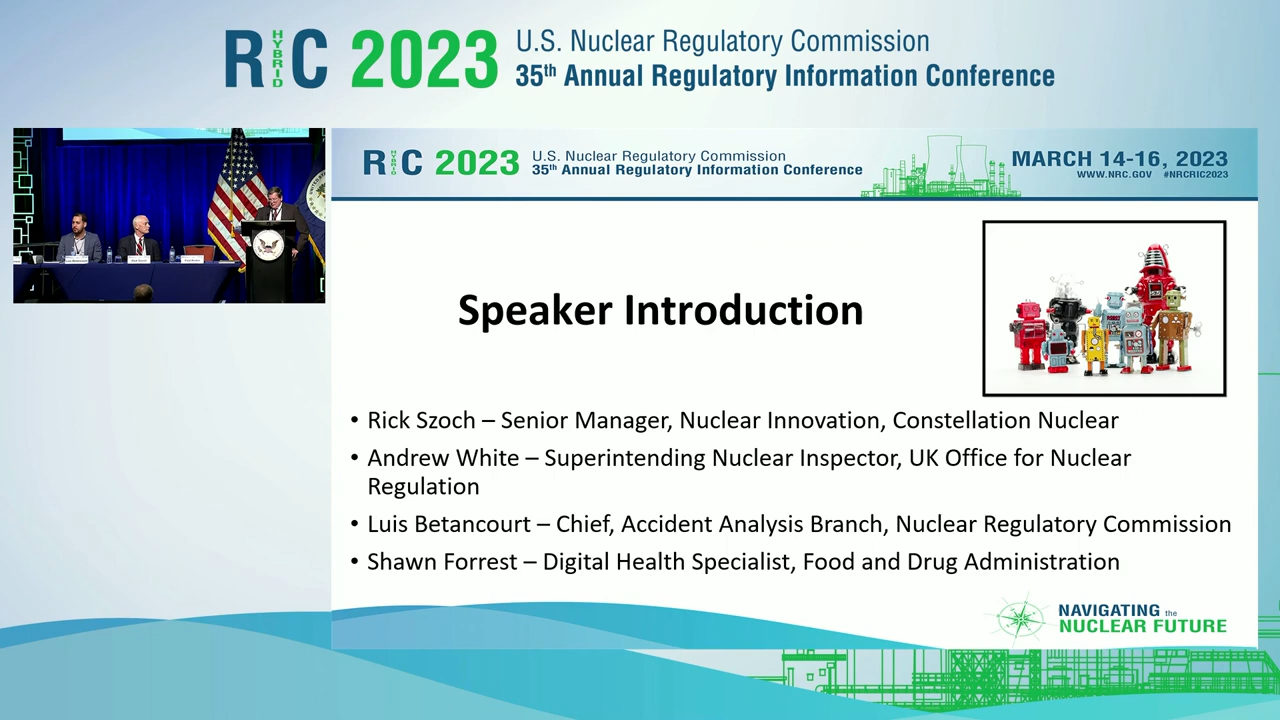 RIC 2023
HYBRID
U.S. Nuclear Regulatory Commission
35th Annual Regulatory Information Conference
RIC 2023
HYBRID
U.S. Nuclear Regulatory Commission
35th Annual Regulatory Information Conference
MARCH 14-16, 2023
WWW.NRC.GOV #NRCRIC2023
Speaker Introduction
• Rick Szoch – Senior Manager, Nuclear Innovation, Constellation Nuclear
• Andrew White – Superintending Nuclear Inspector, UK Office for Nuclear
Regulation
• Luis Betancourt – Chief, Accident Analysis Branch, Nuclear Regulatory Commission
• Shawn Forrest – Digital Health Specialist, Food and Drug Administration
NAVIGATING the
NUCLEAR FUTURE